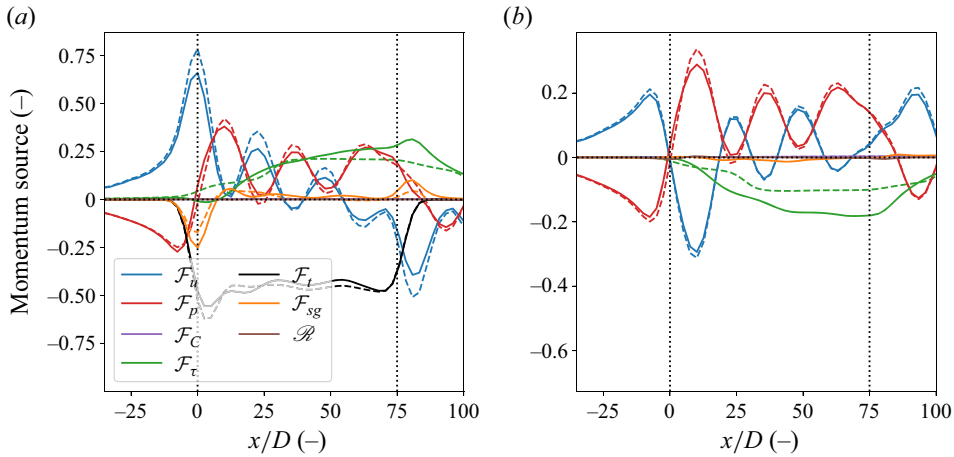 (a)
(b)
Momentum source (–)
0.75
0.50
0.25
0
−0.25
−0.50
−0.75
ℱu
ℱp
ℱC
ℱτ
ℱt
ℱsg
ℛ
−25
0
25
50
75
100
x/D (–)
0.2
0
−0.2
−0.4
−0.6
−25
0
25
50
75
100
x/D (–)